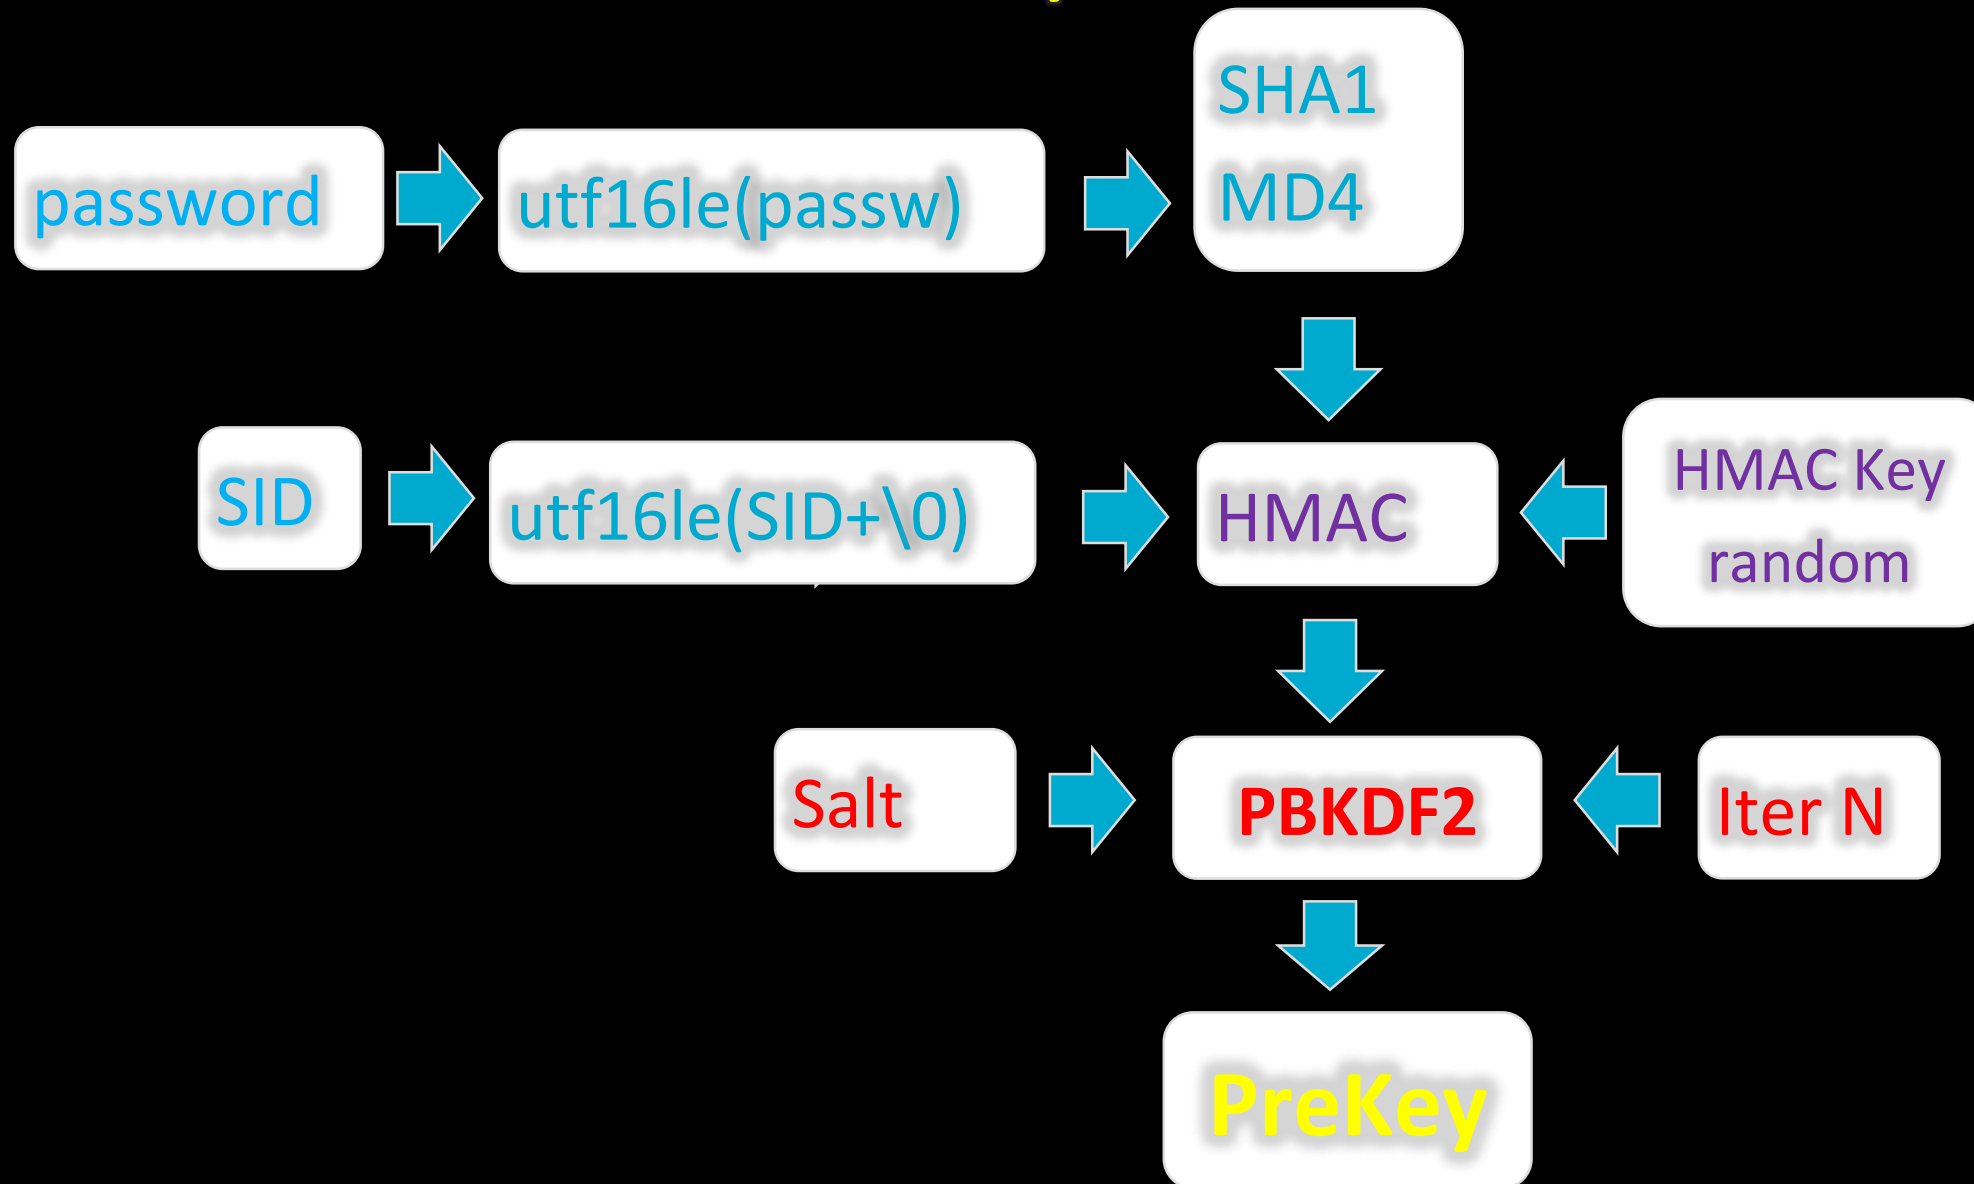 SHA1
MD4
password
utf16le(passw)
SID
utf16le(SID+\0)
HMAC
HMAC Key
random
Salt
PBKDF2
Iter N
PreKey